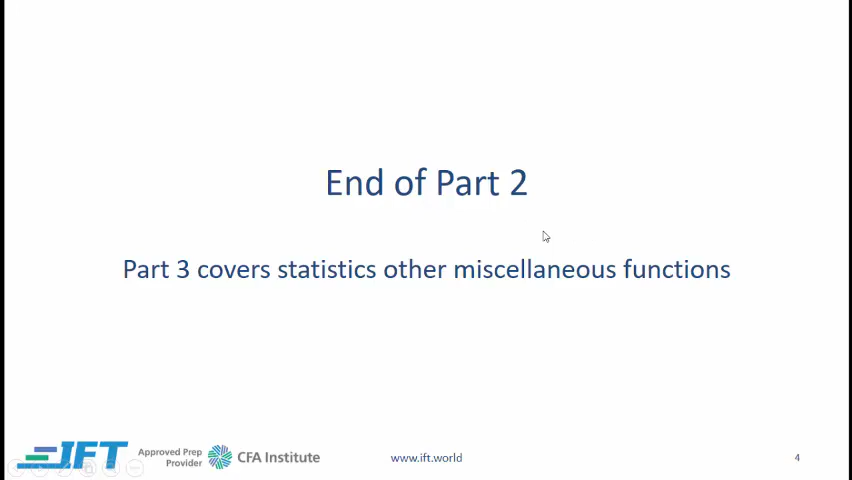 End of Part 2
Part 3 covers statistics other miscellaneous functions
IFT
Approved Prep
Provider
CFA Institute
www.ift.world
4